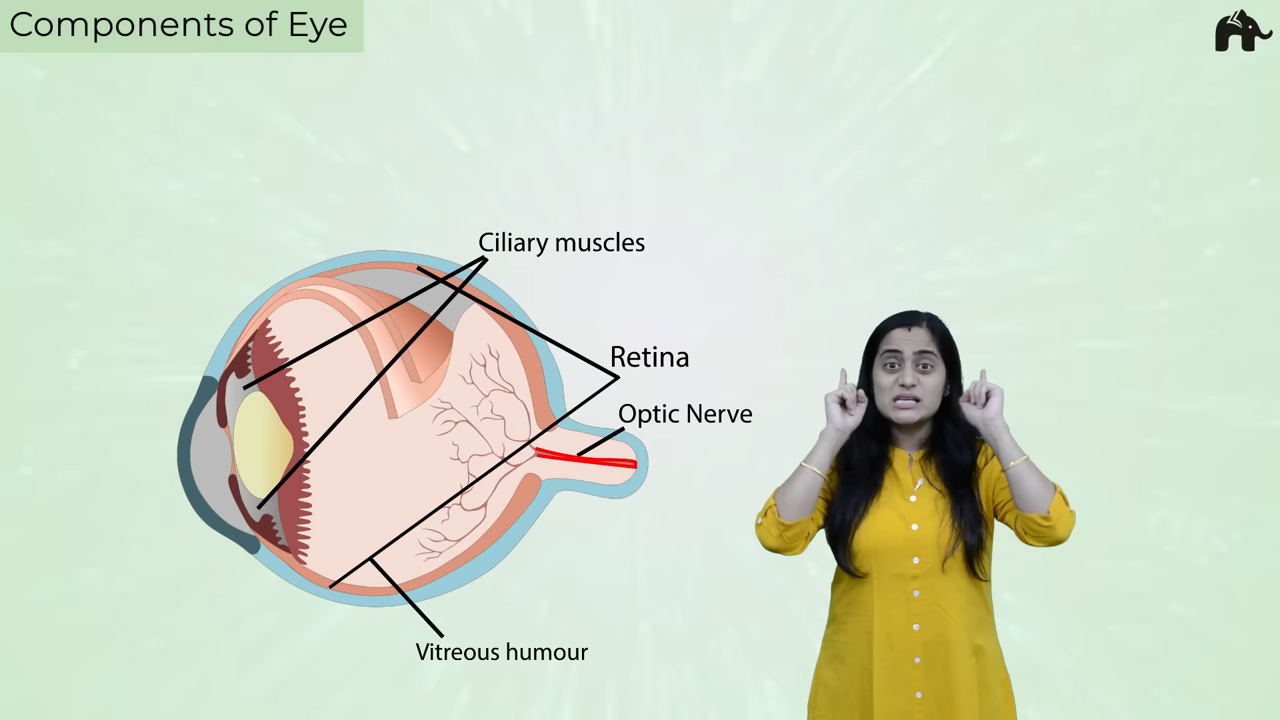 Components of Eye
Ciliary muscles
Retina
Optic Nerve
Vitreous humour